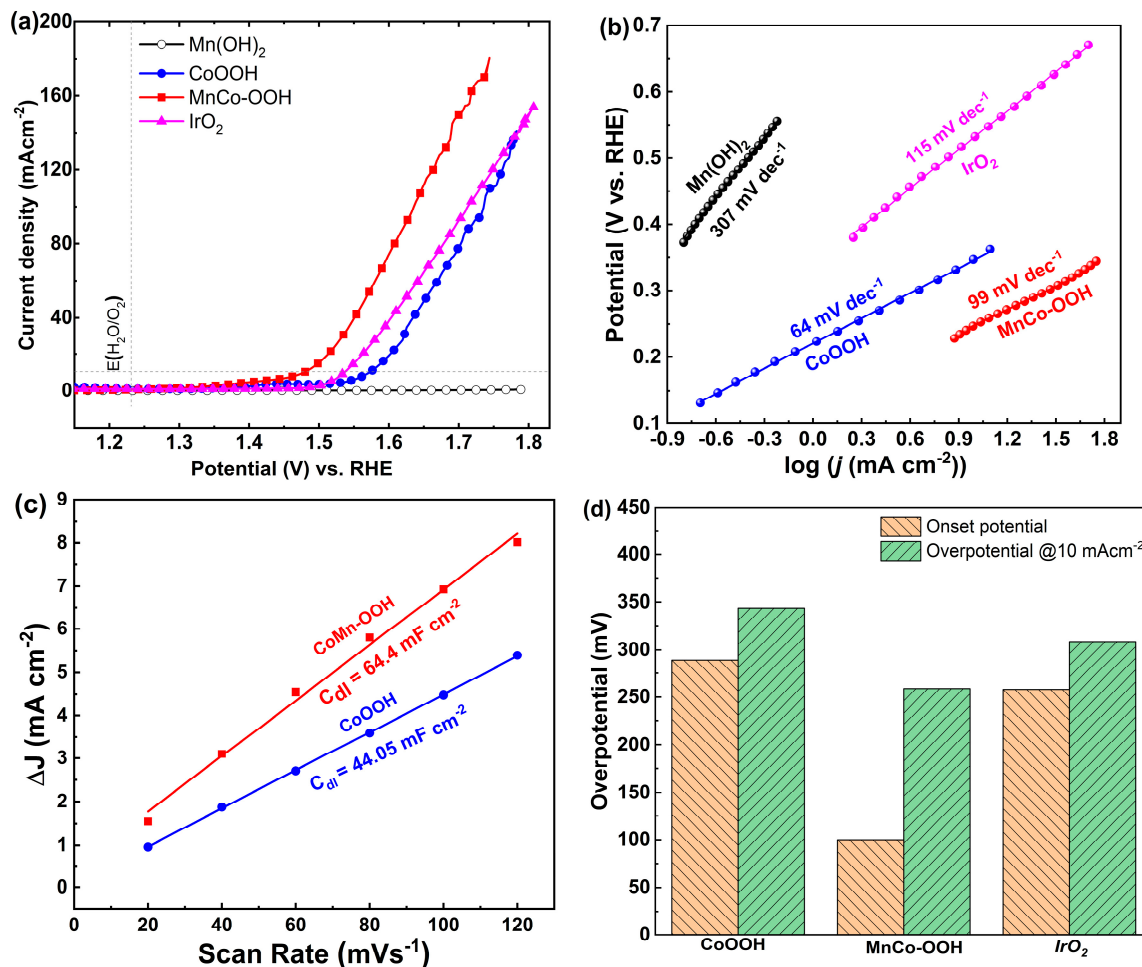 (a)
200
160
120
80
40
0
Current density (mAcm⁻²)
Mn(OH)₂
CoOOH
MnCo-OOH
IrO₂
E(H₂O/O₂)
1.2 1.3 1.4 1.5 1.6 1.7 1.8
Potential (V) vs. RHE
(b)
0.7
0.6
0.5
0.4
0.3
0.2
0.1
Potential (V vs. RHE)
Mn(OH)₂
307 mV dec⁻¹
115 mV dec⁻¹
IrO₂
64 mV dec⁻¹
CoOOH
99 mV dec⁻¹
MnCo-OOH
-0.9 -0.6 -0.3 0.0 0.3 0.6 0.9 1.2 1.5 1.8
log (j (mA cm⁻²))
(c)
9
8
7
6
5
4
3
2
1
0
ΔJ (mA cm⁻²)
CoMn-OOH
Cdl = 64.4 mF cm⁻²
CoOOH
Cdl = 44.05 mF cm⁻²
0 20 40 60 80 100 120
Scan Rate (mVs⁻¹)
(d)
450
400
350
300
250
200
150
100
50
0
Overpotential (mV)
Onset potential
Overpotential @10 mAcm⁻²
CoOOH MnCo-OOH IrO₂